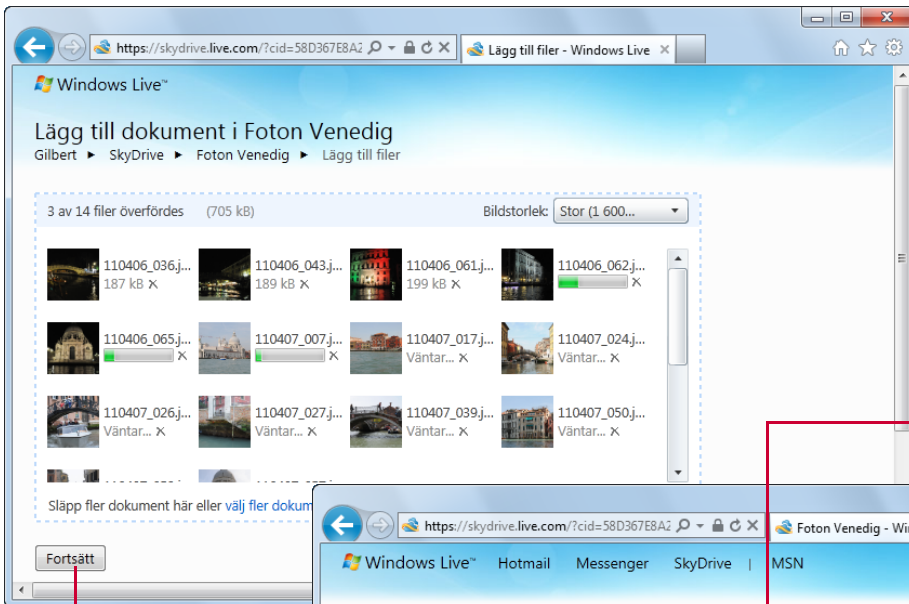 https://skydrive.live.com/?cid=58D367E8A2
Lägg till filer - Windows Live
Windows Live™
Lägg till dokument i Foton Venedig
Gilbert ► SkyDrive ► Foton Venedig ► Lägg till filer
3 av 14 filer överfördes (705 kB)
Bildstorlek: Stor (1 600...
110406_036.j... 110406_043.j... 110406_061.j... 110406_062.j...
187 kB 189 kB 199 kB
110406_065.j... 110407_007.j... 110407_017.j... 110407_024.j...
Väntar... Väntar...
110407_026.j... 110407_027.j... 110407_039.j... 110407_050.j...
Väntar... Väntar... Väntar... Väntar...
Släpp fler dokument här eller välj fler dokum
Fortsätt
https://skydrive.live.com/?cid=58D367E8A2
Foton Venedig - Wi
Windows Live™ Hotmail Messenger SkyDrive | MSN